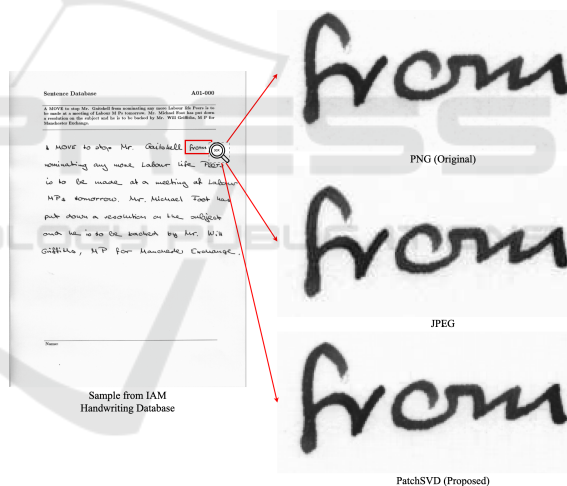 Sentence Database A01-000
A MOVE to stop Mr. Gaitskell from nominating any more Labour life Peers is to
be made at a meeting of Labour M Ps tomorrow. Mr. Michael Foot has put down
a resolution on the subject and he is to be backed by Mr. Will Griffiths, M P for
Manchester Exchange.
A MOVE to stop Mr. Gaitskell from
nominating any more Labour life Peers
is to be made at a meeting of Labour
MPs tomorrow. Mr. Michael Foot has
put down a resolution on the subject
and he is to be backed by Mr. Will
Griffiths, MP for Manchester Exchange.
Name:
Sample from IAM
Handwriting Database
from
PNG (Original)
from
JPEG
from
PatchSVD (Proposed)